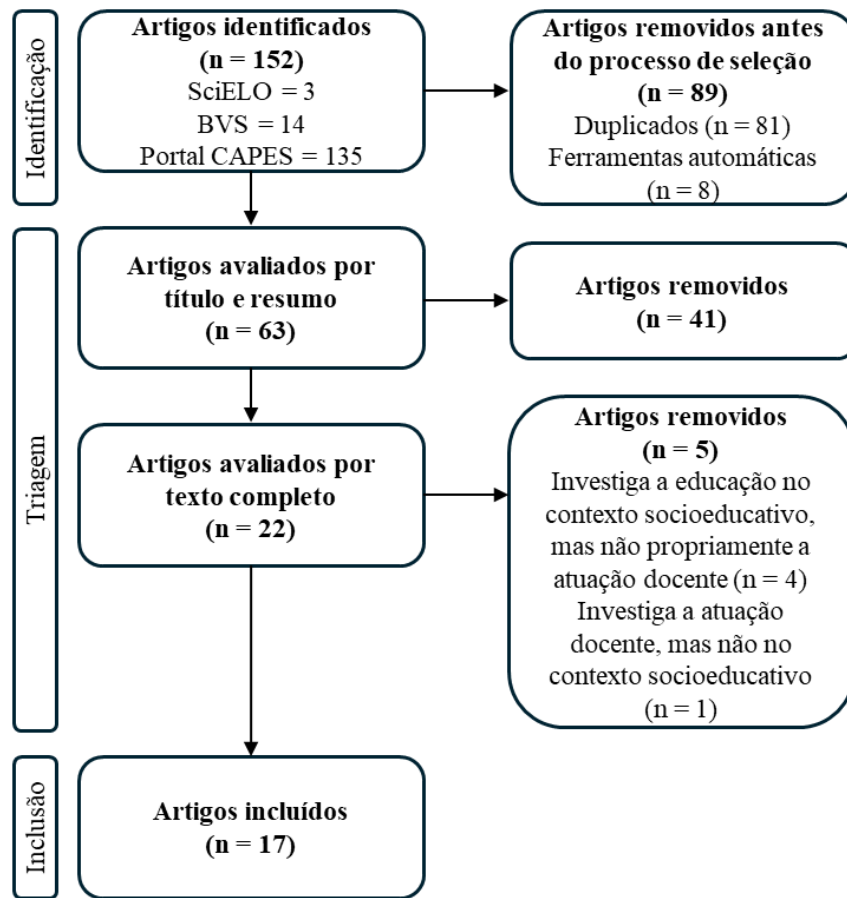 Identificação
Artigos identificados
(n = 152)
SciELO = 3
BVS = 14
Portal CAPES = 135
Artigos removidos antes
do processo de seleção
(n = 89)
Duplicados (n = 81)
Ferramentas automáticas
(n = 8)
Triagem
Artigos avaliados por
título e resumo
(n = 63)
Artigos removidos
(n = 41)
Artigos avaliados por
texto completo
(n = 22)
Artigos removidos
(n = 5)
Investiga a educação no
contexto socioeducativo,
mas não propriamente a
atuação docente (n = 4)
Investiga a atuação
docente, mas não no
contexto socioeducativo
(n = 1)
Inclusão
Artigos incluídos
(n = 17)